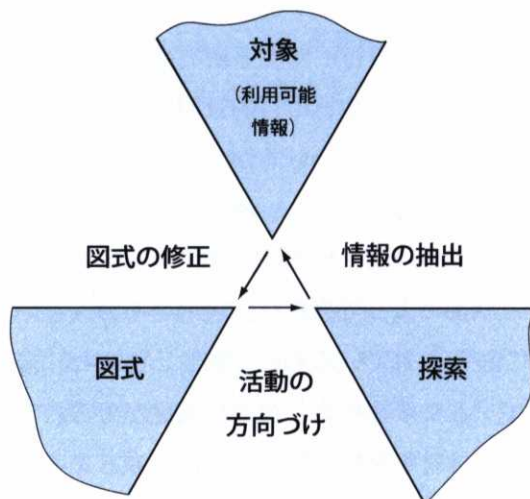 対象
(利用可能
情報)
図式の修正
情報の抽出
図式
活動の
方向づけ
探索